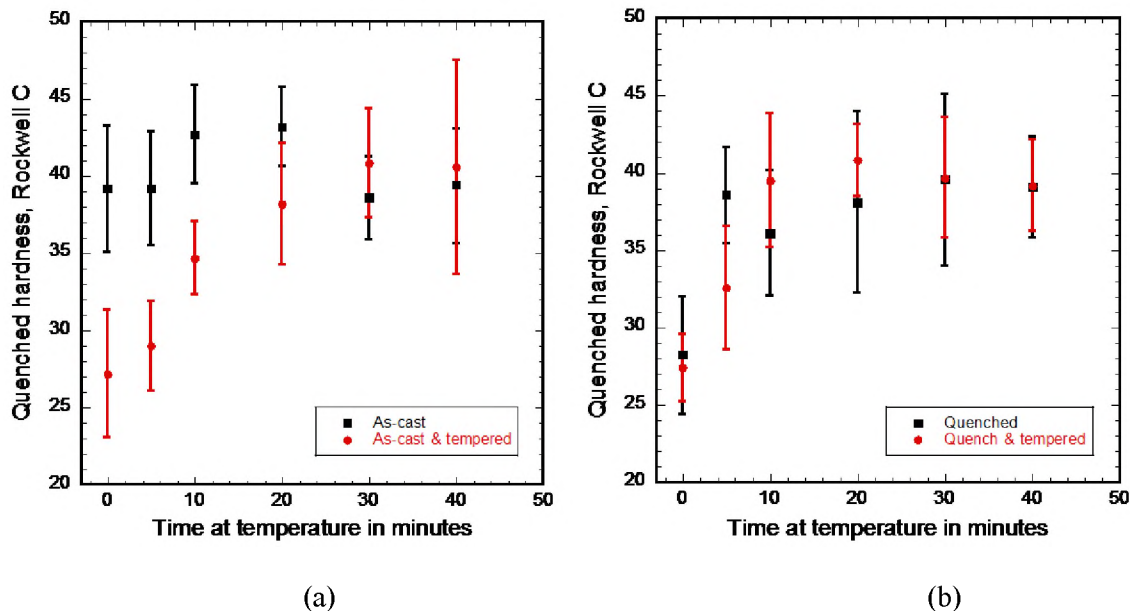 50
45
40
35
30
25
20
Quenched hardness, Rockwell C
As-cast
As-cast & tempered
0 10 20 30 40 50
Time at temperature in minutes
(a)
50
45
40
35
30
25
20
Quenched hardness, Rockwell C
Quenched
Quench & tempered
0 10 20 30 40 50
Time at temperature in minutes
(b)